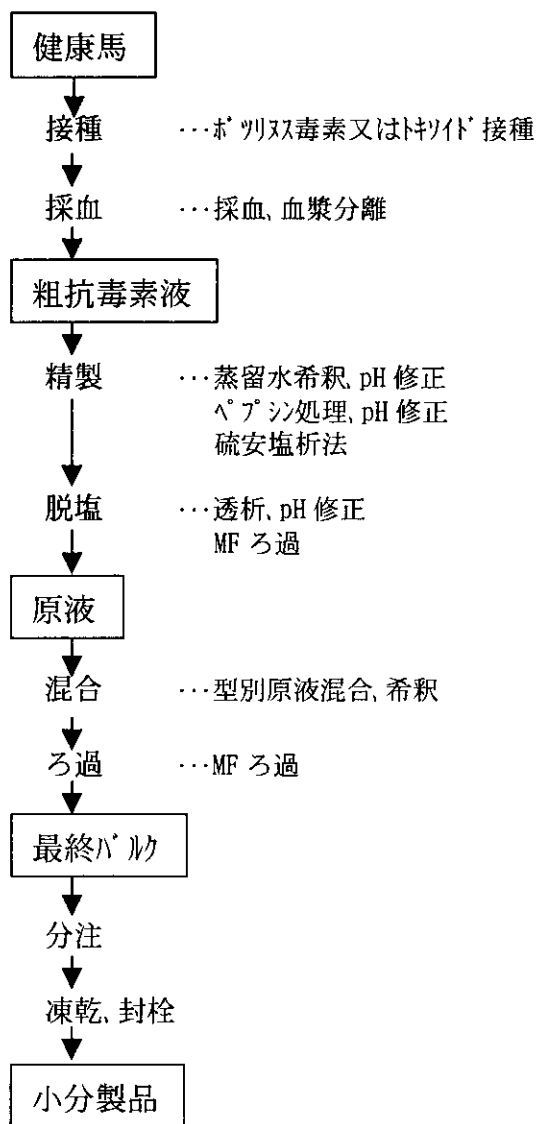 健康馬
接種 …ﾎﾞﾂﾘﾇｽ毒素又はﾄｷｿｲﾄﾞ接種
採血 …採血、血漿分離
粗抗毒素液
精製 …蒸留水希釈、pH 修正
ﾍﾟﾌﾟｼﾝ処理、pH 修正
硫安塩析法
脱塩 …透析、pH 修正
MF ろ過
原液
混合 …型別原液混合、希釈
ろ過 …MF ろ過
最終ﾊﾞﾙｸ
分注
凍乾、封栓
小分製品